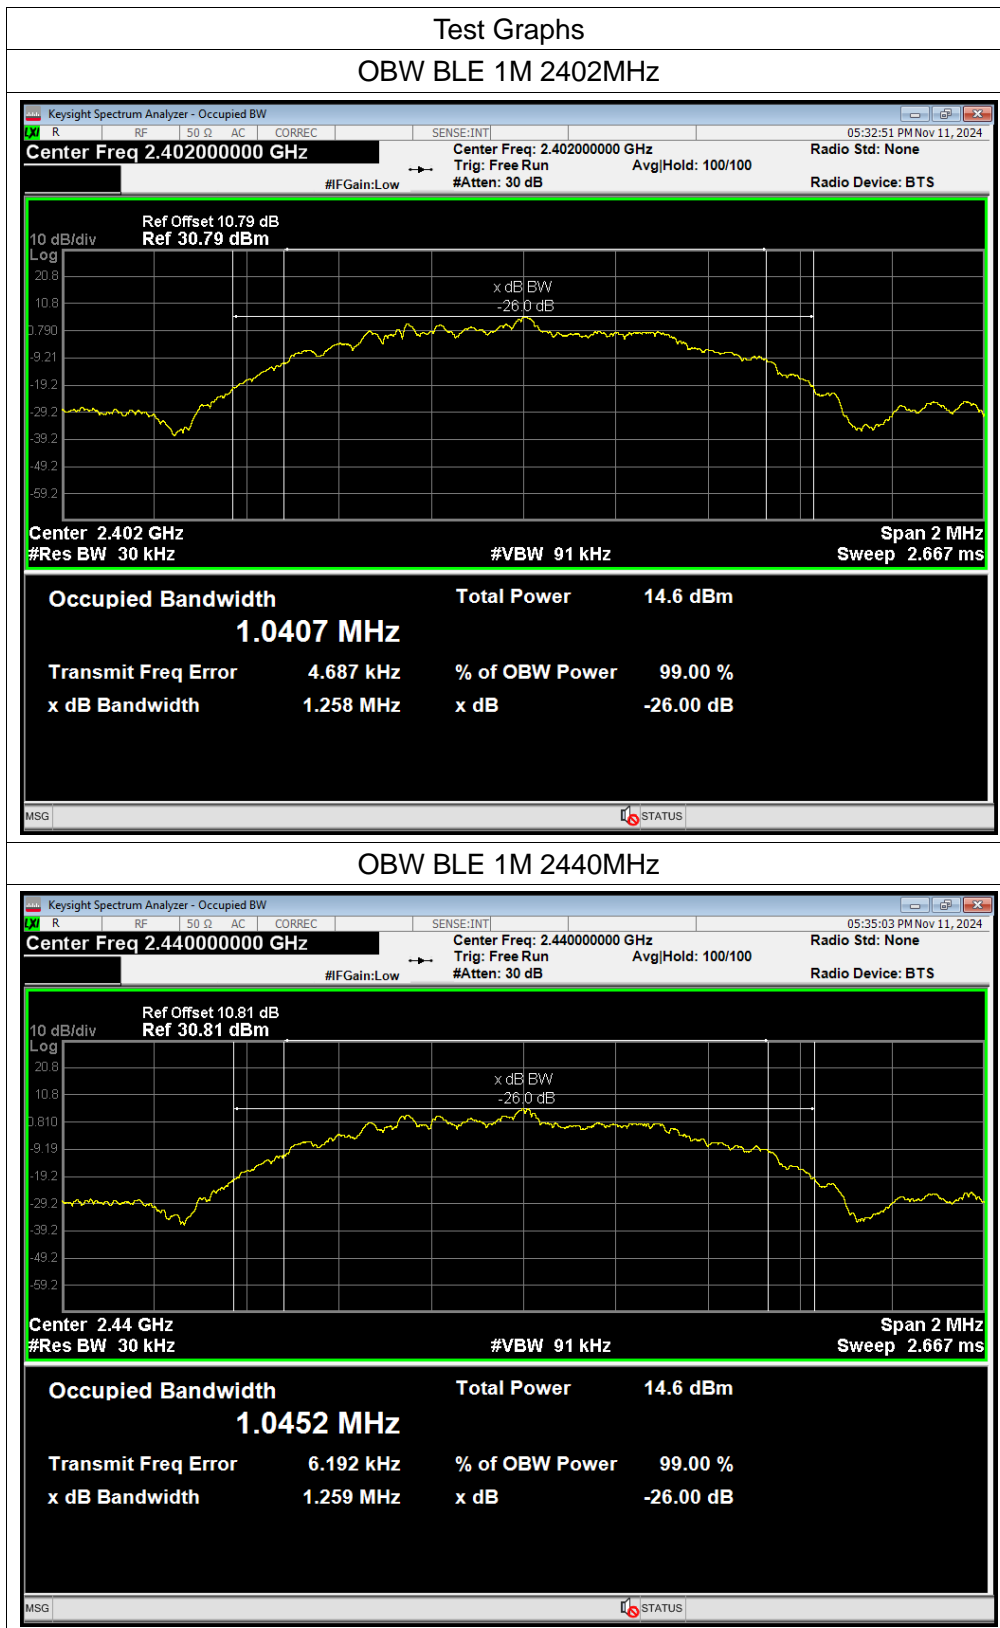 Test Graphs
OBW BLE 1M 2402MHz
Keysight Spectrum Analyzer - Occupied BW
LXI R RF 50 Ω AC CORREC SENSE:INT 05:32:51 PM Nov 11, 2024
Center Freq 2.402000000 GHz Center Freq: 2.402000000 GHz Radio Std: None
Trig: Free Run Avg|Hold: 100/100
#IFGain:Low #Atten: 30 dB Radio Device: BTS
Ref Offset 10.79 dB
10 dB/div Ref 30.79 dBm
Log
20.8
x dB BW
10.8
-26.0 dB
0.790
-9.21
-19.2
-29.2
-39.2
-49.2
-59.2
Center 2.402 GHz Span 2 MHz
#Res BW 30 kHz #VBW 91 kHz Sweep 2.667 ms
Occupied Bandwidth Total Power 14.6 dBm
1.0407 MHz
Transmit Freq Error 4.687 kHz % of OBW Power 99.00 %
x dB Bandwidth 1.258 MHz x dB -26.00 dB
MSG STATUS
OBW BLE 1M 2440MHz
Keysight Spectrum Analyzer - Occupied BW
LXI R RF 50 Ω AC CORREC SENSE:INT 05:35:03 PM Nov 11, 2024
Center Freq 2.440000000 GHz Center Freq: 2.440000000 GHz Radio Std: None
Trig: Free Run Avg|Hold: 100/100
#IFGain:Low #Atten: 30 dB Radio Device: BTS
Ref Offset 10.81 dB
10 dB/div Ref 30.81 dBm
Log
20.8
x dB BW
10.8
-26.0 dB
0.810
-9.19
-19.2
-29.2
-39.2
-49.2
-59.2
Center 2.44 GHz Span 2 MHz
#Res BW 30 kHz #VBW 91 kHz Sweep 2.667 ms
Occupied Bandwidth Total Power 14.6 dBm
1.0452 MHz
Transmit Freq Error 6.192 kHz % of OBW Power 99.00 %
x dB Bandwidth 1.259 MHz x dB -26.00 dB
MSG STATUS